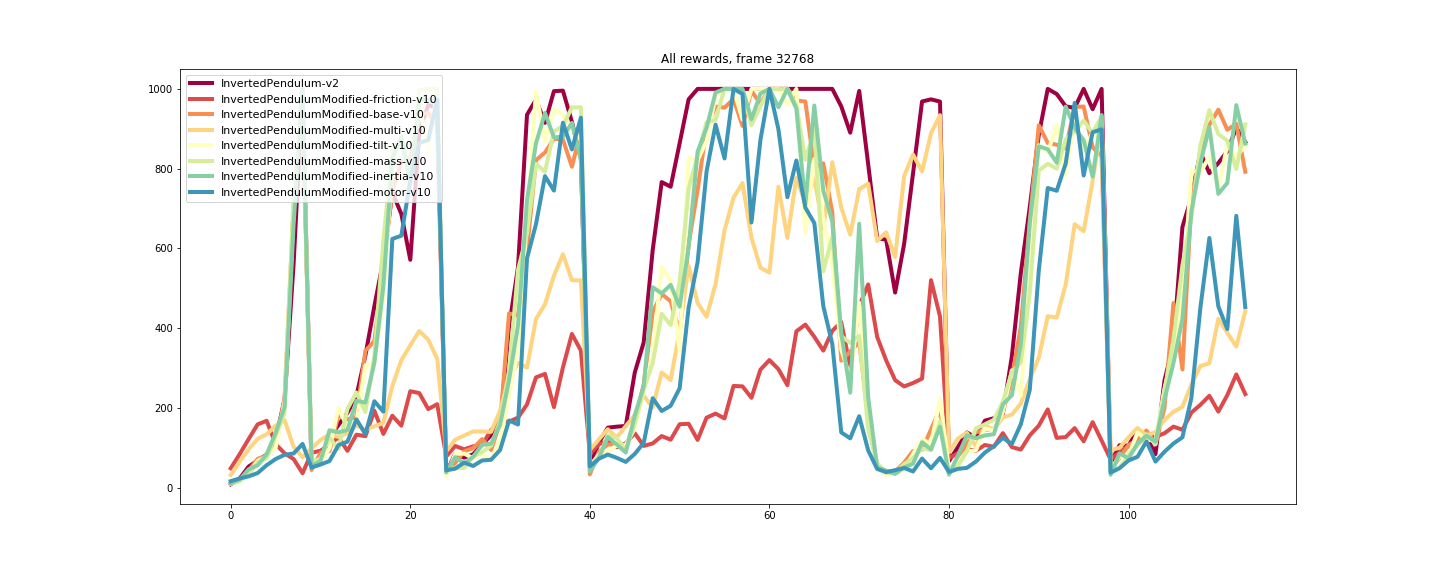 All rewards, frame 32768
1000
800
600
400
200
0
InvertedPendulum-v2
InvertedPendulumModified-friction-v10
InvertedPendulumModified-base-v10
InvertedPendulumModified-multi-v10
InvertedPendulumModified-tilt-v10
InvertedPendulumModified-mass-v10
InvertedPendulumModified-inertia-v10
InvertedPendulumModified-motor-v10
0 20 40 60 80 100